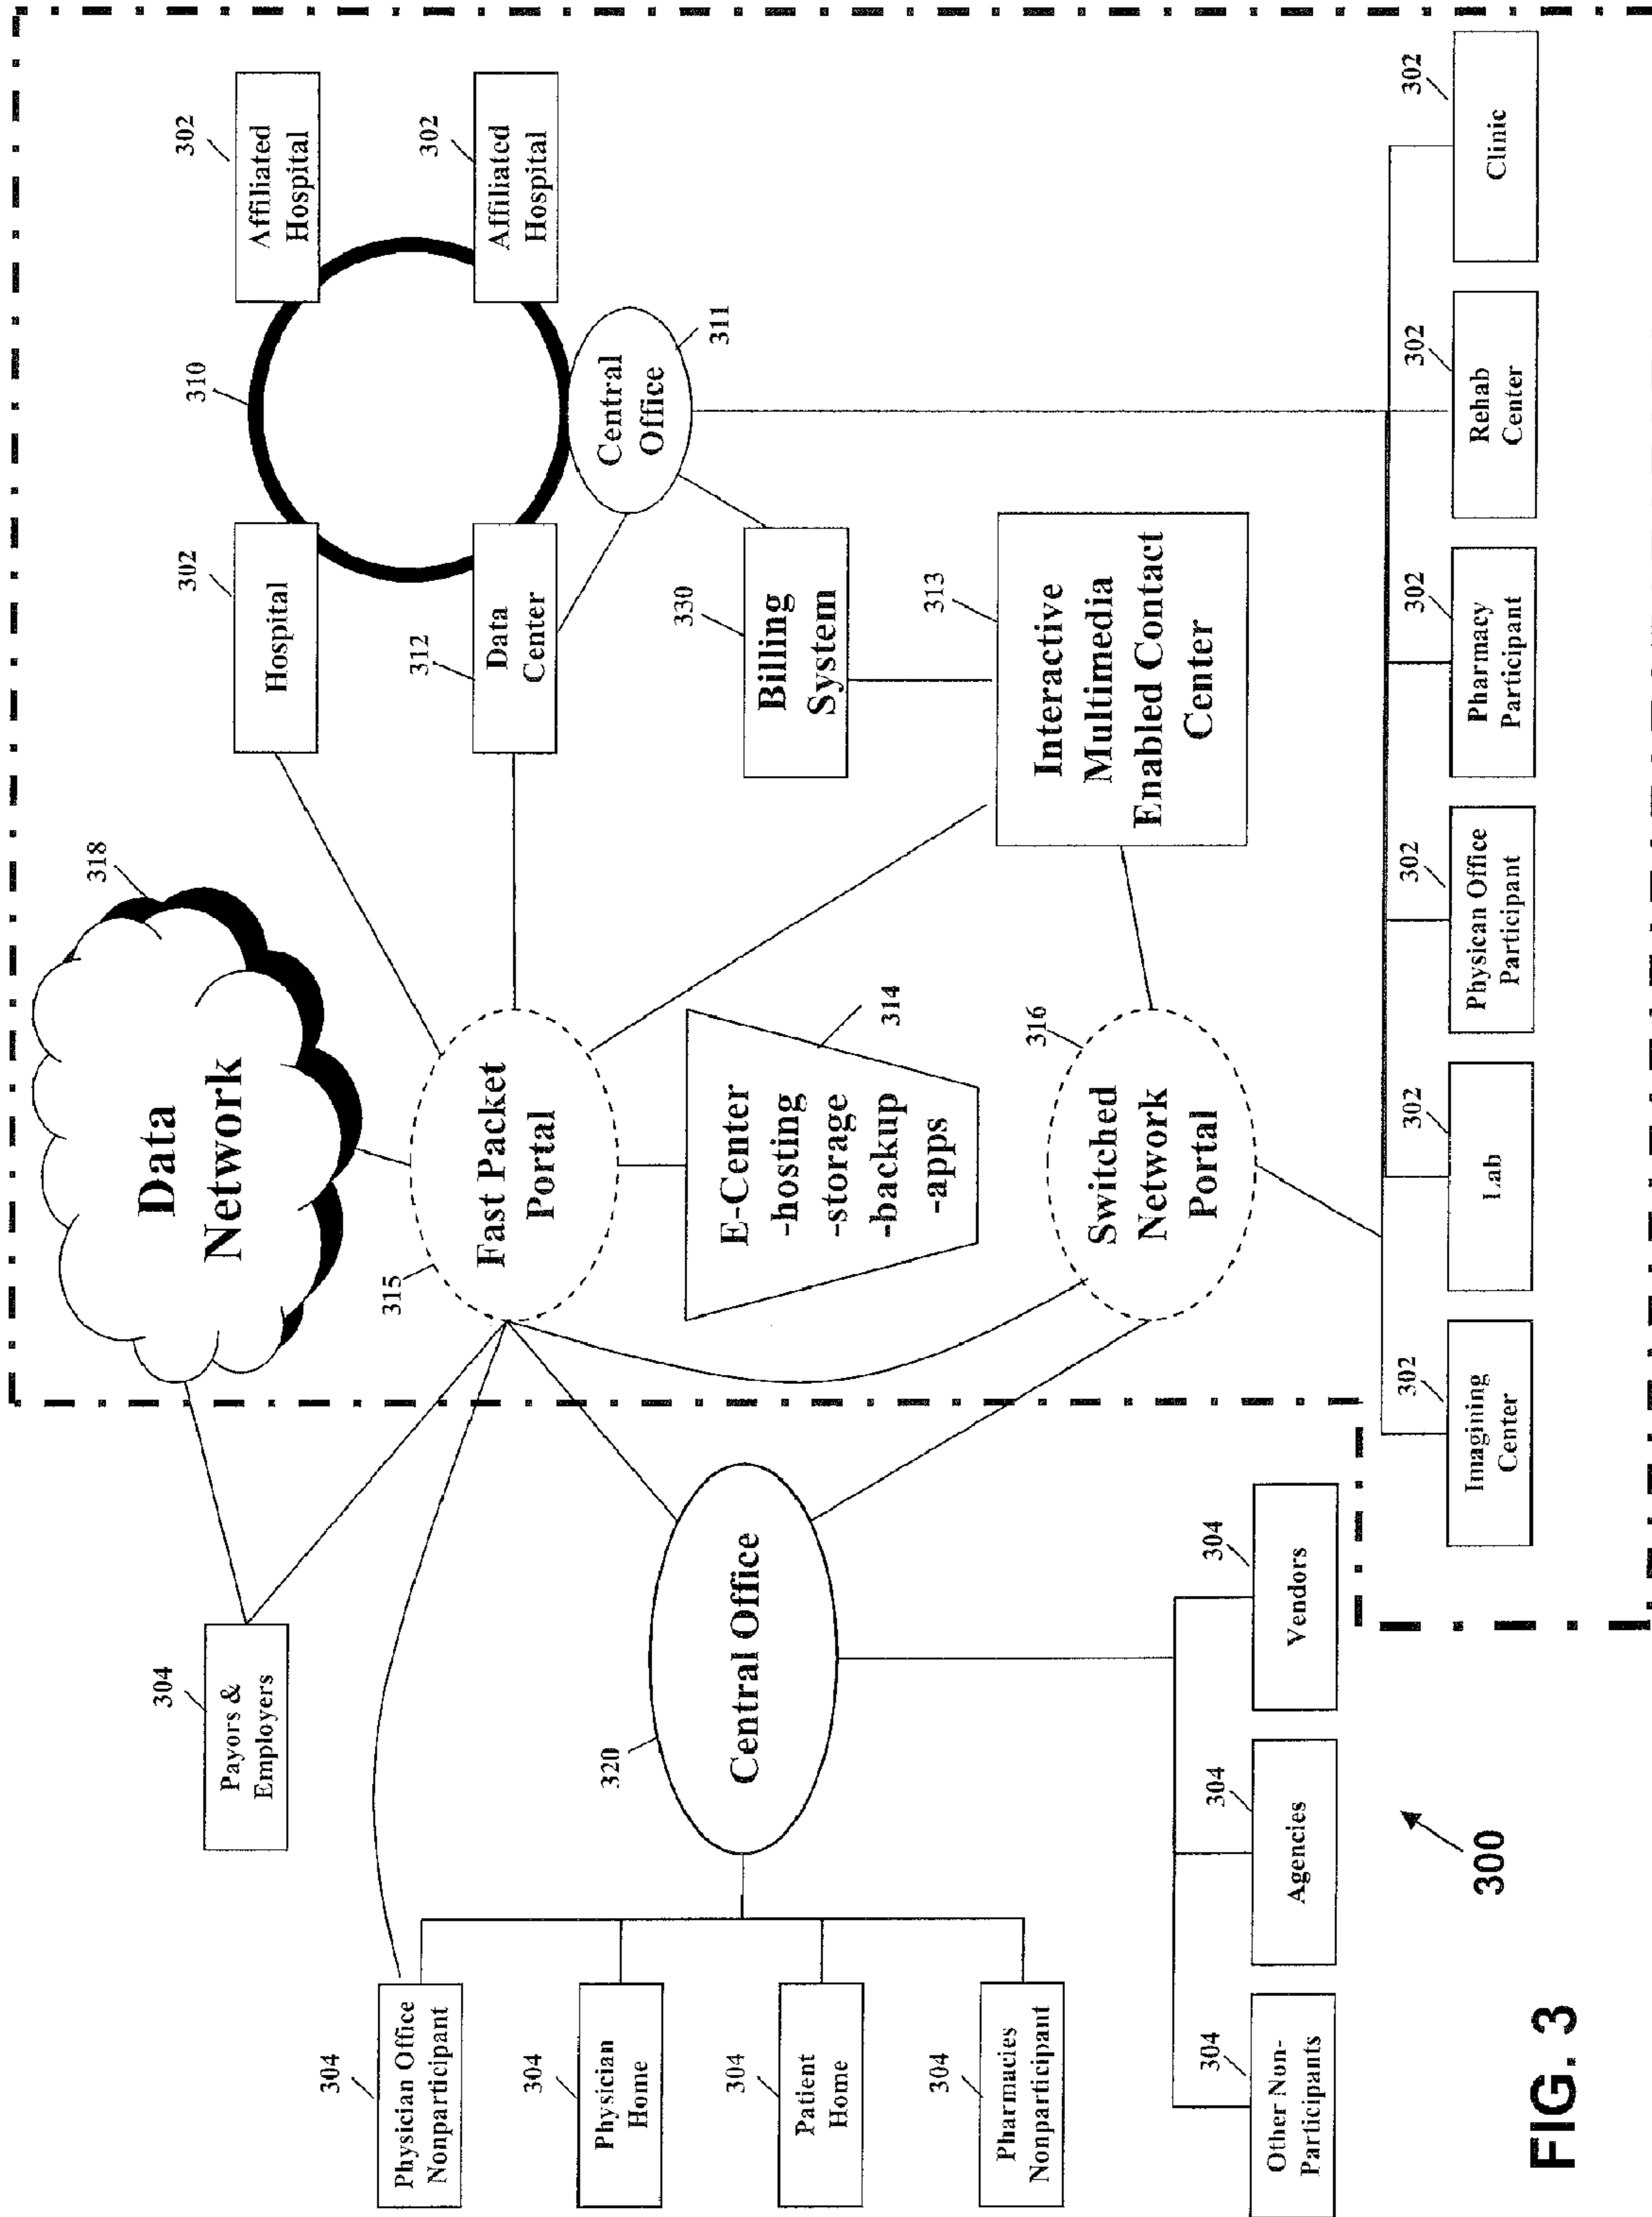 304
Payors &
Employers
318
Data
Network
302
Hospital
310
302
Affiliated
Hospital
302
Affiliated
Hospital
304
Physician Office
Nonparticipant
304
Physician
Home
304
Patient
Home
304
Pharmacies
Nonparticipant
320
Central Office
315
Fast Packet
Portal
312
Data
Center
Central
Office
311
314
E-Center
-hosting
-storage
-backup
-apps
330
Billing
System
313
Interactive
Multimedia
Enabled Contact
Center
316
Switched
Network
Portal
304
Other Non-
Participants
304
Agencies
304
Vendors
302
Imagining
Center
302
Lab
302
Physican Office
Participant
302
Pharmacy
Participant
302
Rehab
Center
302
Clinic
300
FIG. 3